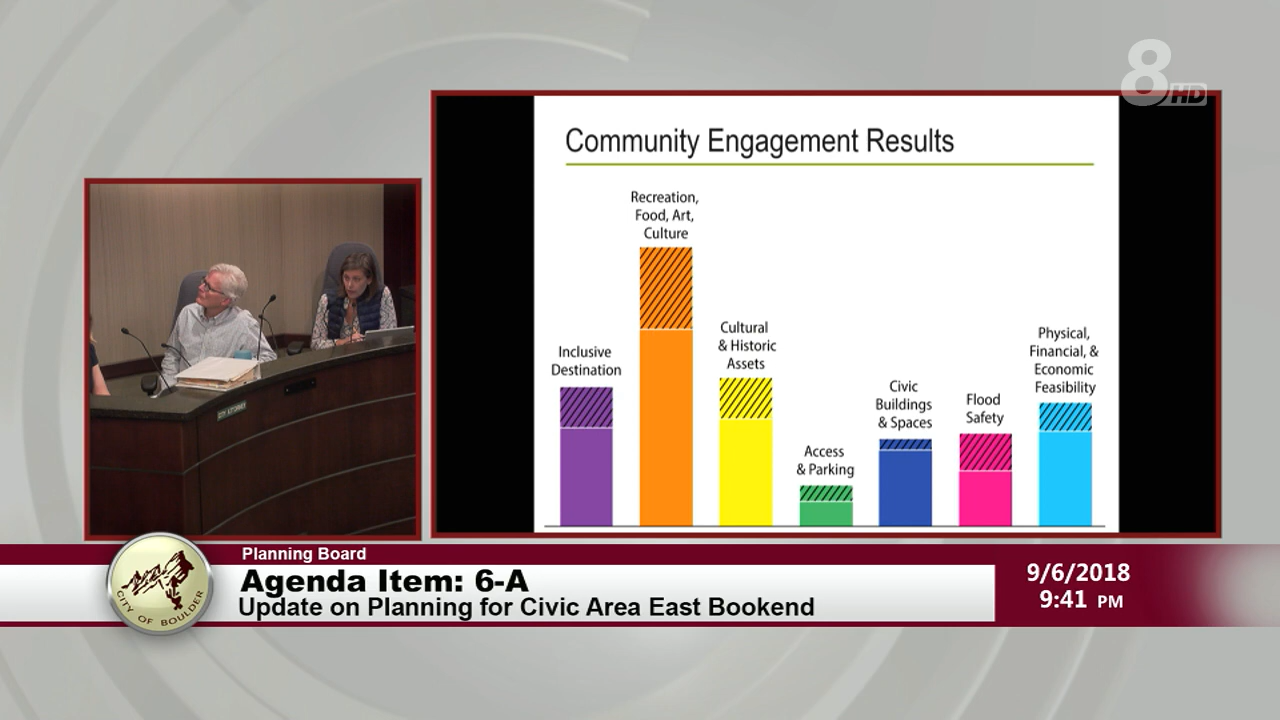 8HD
Community Engagement Results
Recreation,
Food, Art,
Culture
Cultural
& Historic
Assets
Physical,
Financial, &
Economic
Feasibility
Inclusive
Destination
Civic
Buildings
& Spaces
Flood
Safety
Access
& Parking
CITY ATTORNEY
Planning Board
Agenda Item: 6-A
Update on Planning for Civic Area East Bookend
9/6/2018
9:41 PM
CITY OF BOULDER